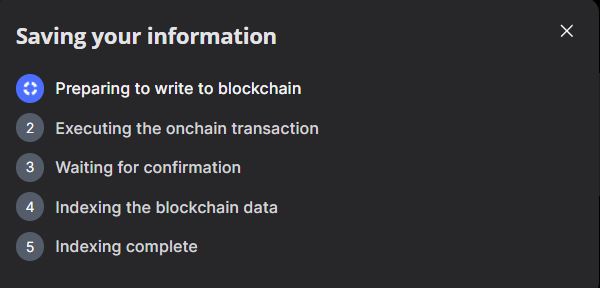 Saving your information
Preparing to write to blockchain
2 Executing the onchain transaction
3 Waiting for confirmation
4 Indexing the blockchain data
5 Indexing complete